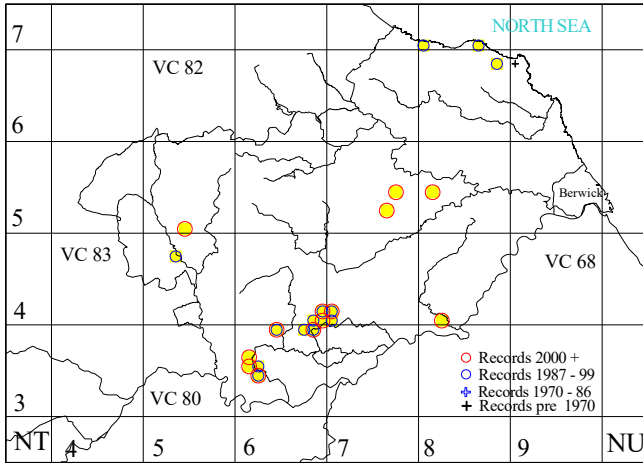 7
NORTH SEA
VC 82
6
Berwick
5
VC 83
VC 68
4
Records 2000 +
Records 1987 - 99
VC 80
Records 1970 - 86
3
Records pre 1970
NT 4 5 6 7 8 9 NU